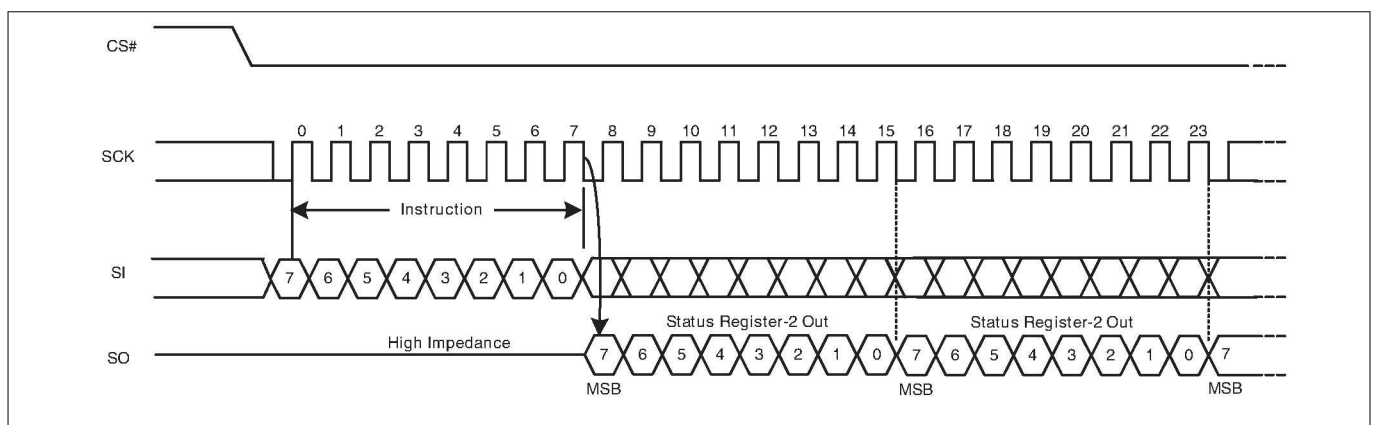 CS#
0 1 2 3 4 5 6 7 8 9 10 11 12 13 14 15 16 17 18 19 20 21 22 23
SCK
Instruction
SI
7 6 5 4 3 2 1 0
Status Register-2 Out Status Register-2 Out
High Impedance
SO
7 6 5 4 3 2 1 0 7 6 5 4 3 2 1 0 7
MSB MSB MSB